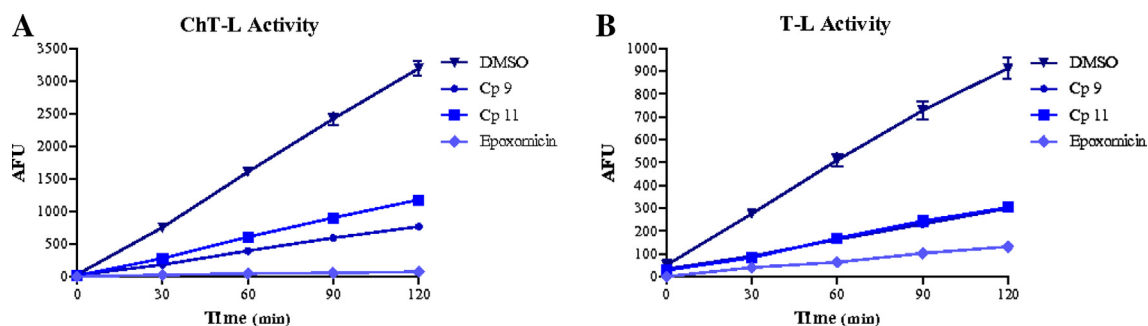 A
ChT-L Activity
3500
3000
2500
2000
1500
1000
500
0
AFU
0 30 60 90 120
Time (min)
DMSO
Cp 9
Cp 11
Epoxomicin
B
T-L Activity
1000
900
800
700
600
500
400
300
200
100
0
AFU
0 30 60 90 120
Time (min)
DMSO
Cp 9
Cp 11
Epoxomicin